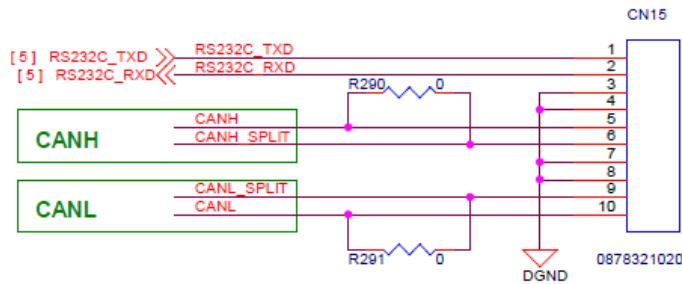 CN15
[5] RS232C_TXD RS232C_TXD 1
[5] RS232C_RXD RS232C_RXD 2
R290 0 3
4
CANH CANH 5
CANH_SPLIT 6
7
8
CANL CANL_SPLIT 9
CANL 10
R291 0
DGND
0878321020